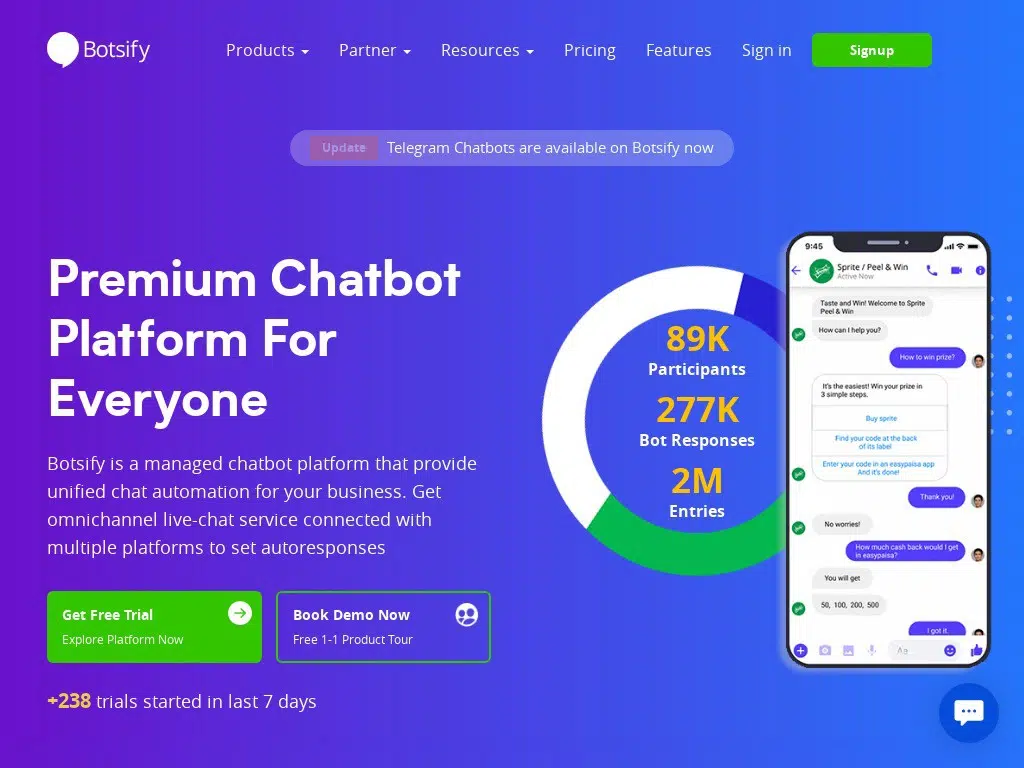 Botsify
Products
Partner
Resources
Pricing
Features
Sign in
Signup
Update
Telegram Chatbots are available on Botsify now
Premium Chatbot
Platform For
Everyone
Botsify is a managed chatbot platform that provide
unified chat automation for your business. Get
omnichannel live-chat service connected with
multiple platforms to set autoresponses
Get Free Trial
Explore Platform Now
Book Demo Now
Free 1-1 Product Tour
+238 trials started in last 7 days
89K
Participants
277K
Bot Responses
2M
Entries
9:45
Sprite / Peel & Win
Active Now
Taste and Win! Welcome to Sprite
Peel & Win
How can I help you?
How to win prize?
It's the easiest! Win your prize in
3 simple steps.
Buy sprite
Find your code at the back
of its label
Enter your code in an easypaisa app
And it's done!
Thank you!
No worries!
How much cash back would I get
in easypaisa?
You will get
50, 100, 200, 500
I got it.
Aa